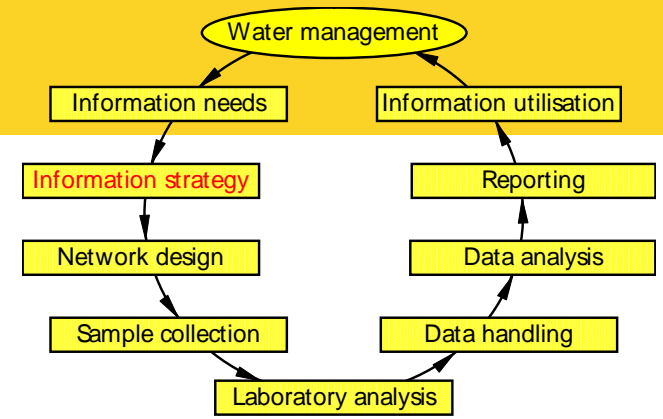 Water management
Information needs
Information utilisation
Information strategy
Reporting
Network design
Data analysis
Sample collection
Data handling
Laboratory analysis